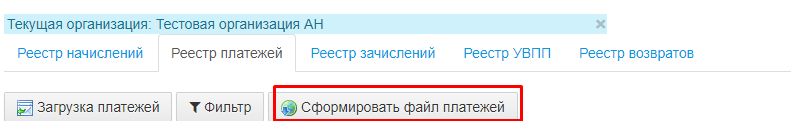 Текущая организация: Тестовая организация АН
Реестр начислений Реестр платежей Реестр зачислений Реестр УВПП Реестр возвратов
Загрузка платежей Фильтр Сформировать файл платежей